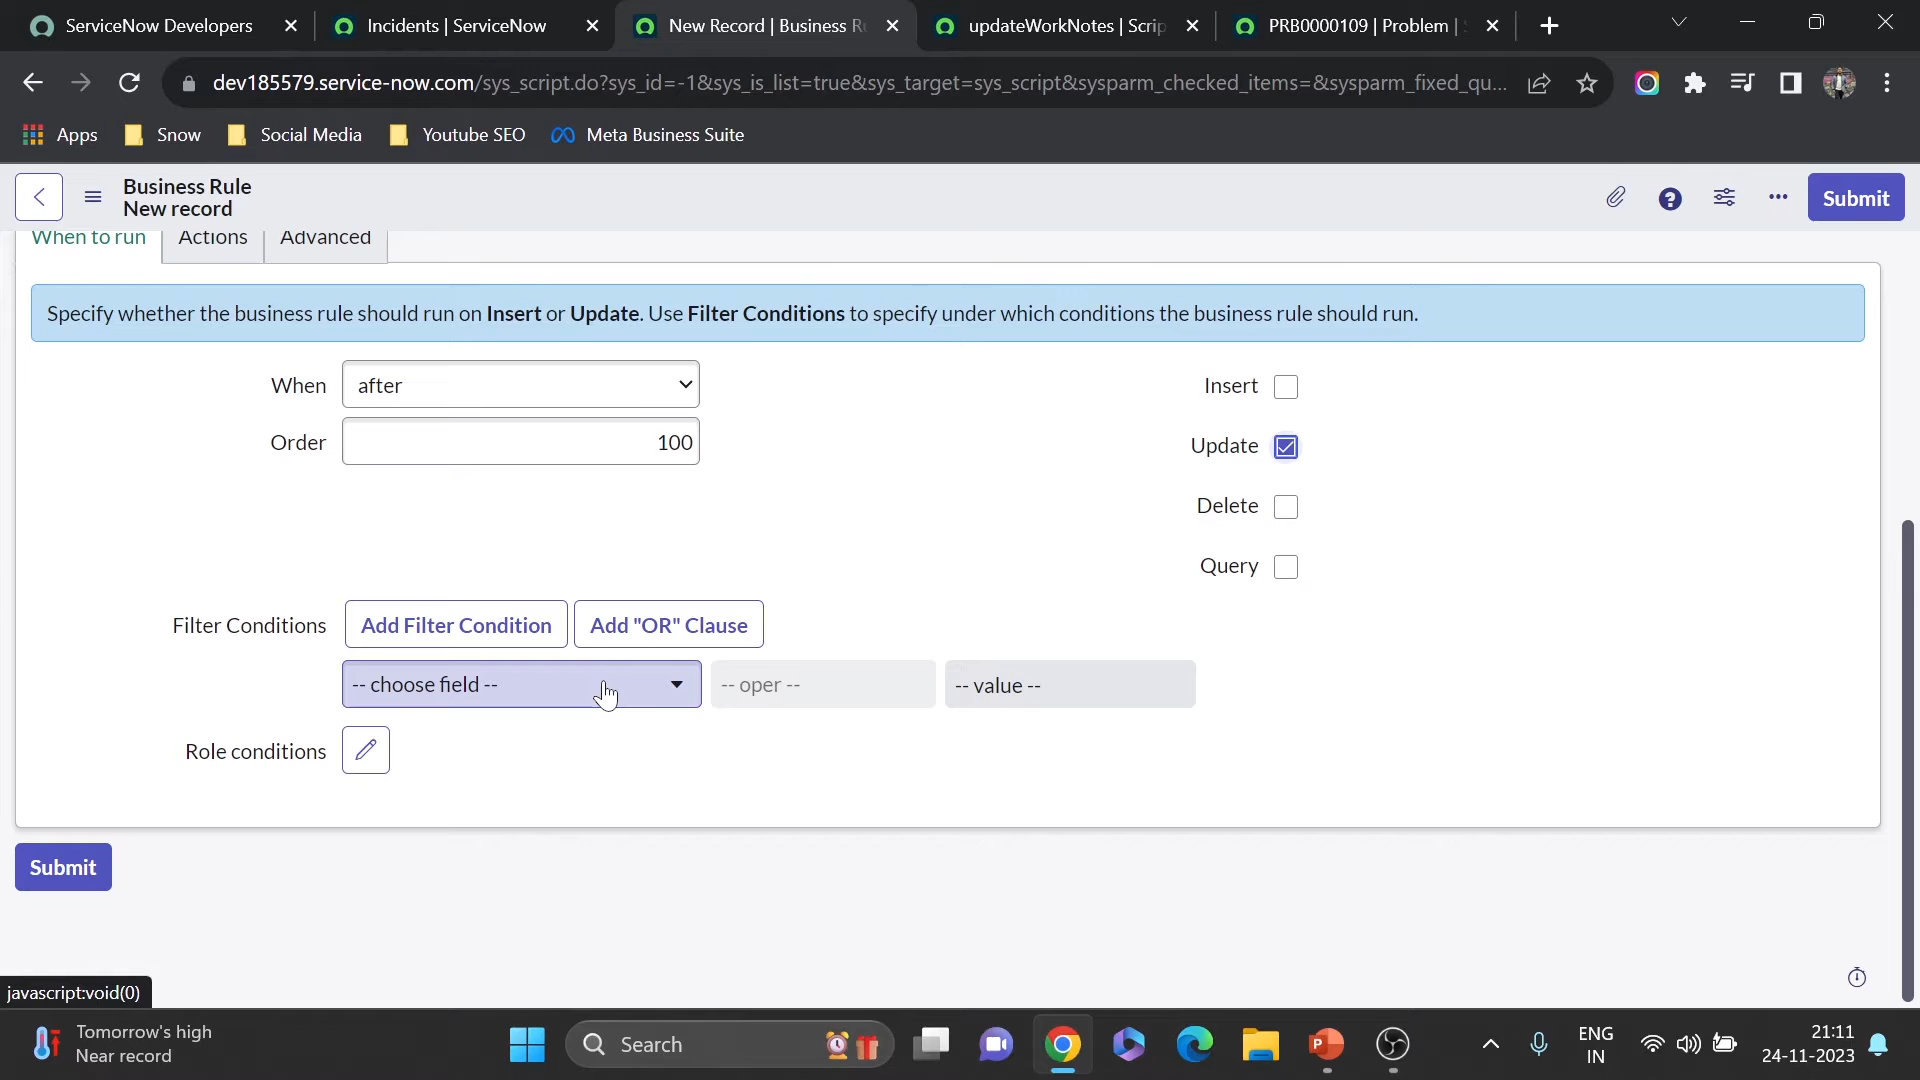 ServiceNow Developers
Incidents | ServiceNow
New Record | Business R
updateWorkNotes | Scrip
PRB0000109 | Problem |
dev185579.service-now.com/sys_script.do?sys_id=-1&sys_is_list=true&sys_target=sys_script&sysparm_checked_items=&sysparm_fixed_qu...
Apps
Snow
Social Media
Youtube SEO
Meta Business Suite
Business Rule
New record
Submit
When to run
Actions
Advanced
Specify whether the business rule should run on Insert or Update. Use Filter Conditions to specify under which conditions the business rule should run.
When
after
Insert
Order
100
Update
Delete
Query
Filter Conditions
Add Filter Condition
Add "OR" Clause
-- choose field --
-- oper --
-- value --
Role conditions
Submit
javascript:void(0)
Tomorrow's high
Near record
Search
ENG
IN
21:11
24-11-2023